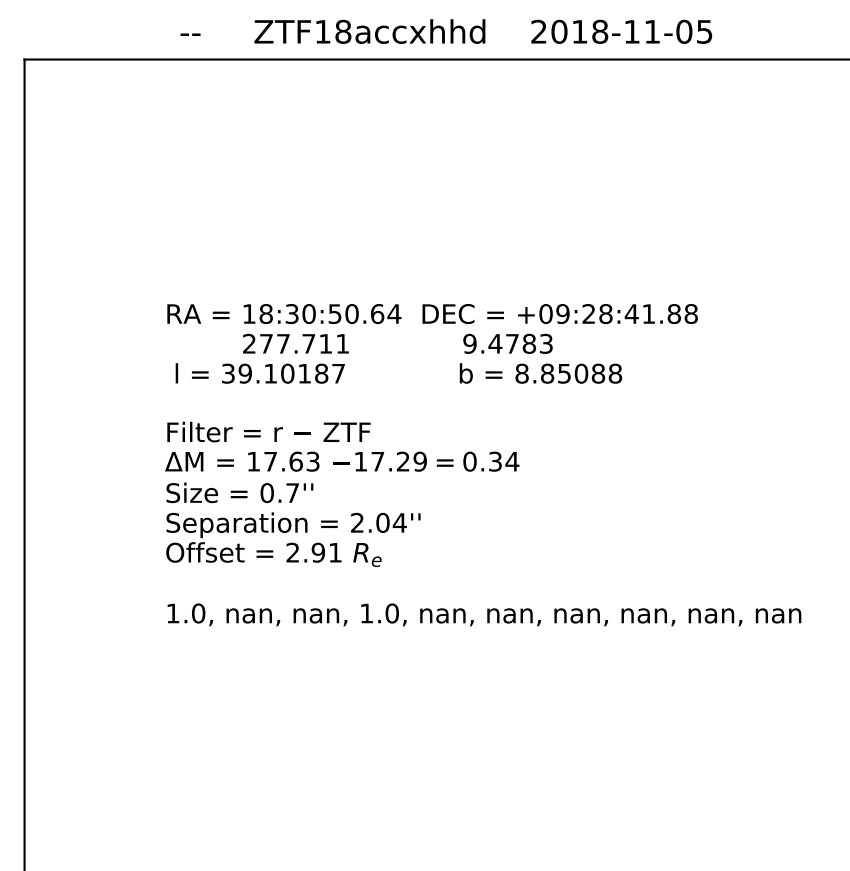 -- ZTF18accxhhd 2018-11-05
RA = 18:30:50.64 DEC = +09:28:41.88
277.711 9.4783
l = 39.10187 b = 8.85088
Filter = r − ZTF
ΔM = 17.63 −17.29 = 0.34
Size = 0.7''
Separation = 2.04''
Offset = 2.91 Rₑ
1.0, nan, nan, 1.0, nan, nan, nan, nan, nan, nan